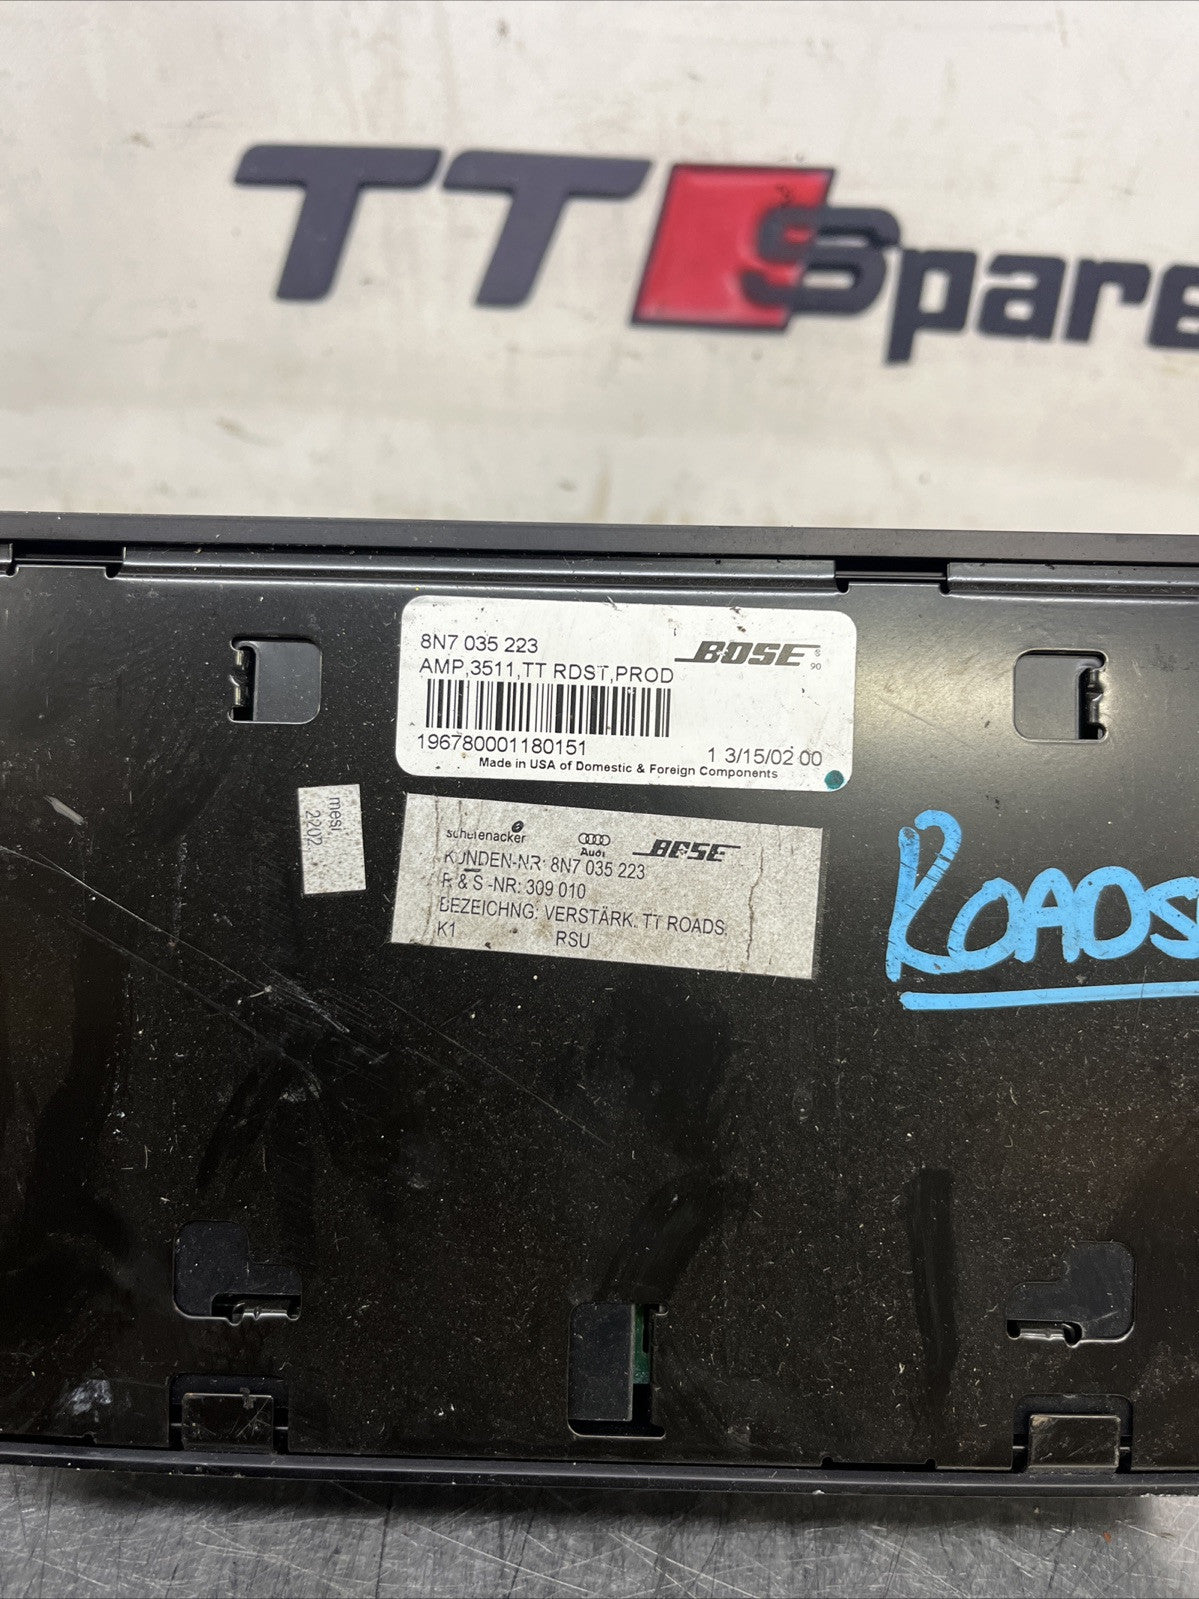 TT Spare
8N7 035 223
BOSE S
90
AMP,3511,TT RDST,PROD
196780001180151
1 3/15/02 00
Made in USA of Domestic & Foreign Components
2202
schefenacker Audi BOSE
KUNDEN-NR: 8N7 035 223
R & S -NR: 309 010
BEZEICHNG: VERSTÄRK. TT ROADS.
K1 RSU
ROADS